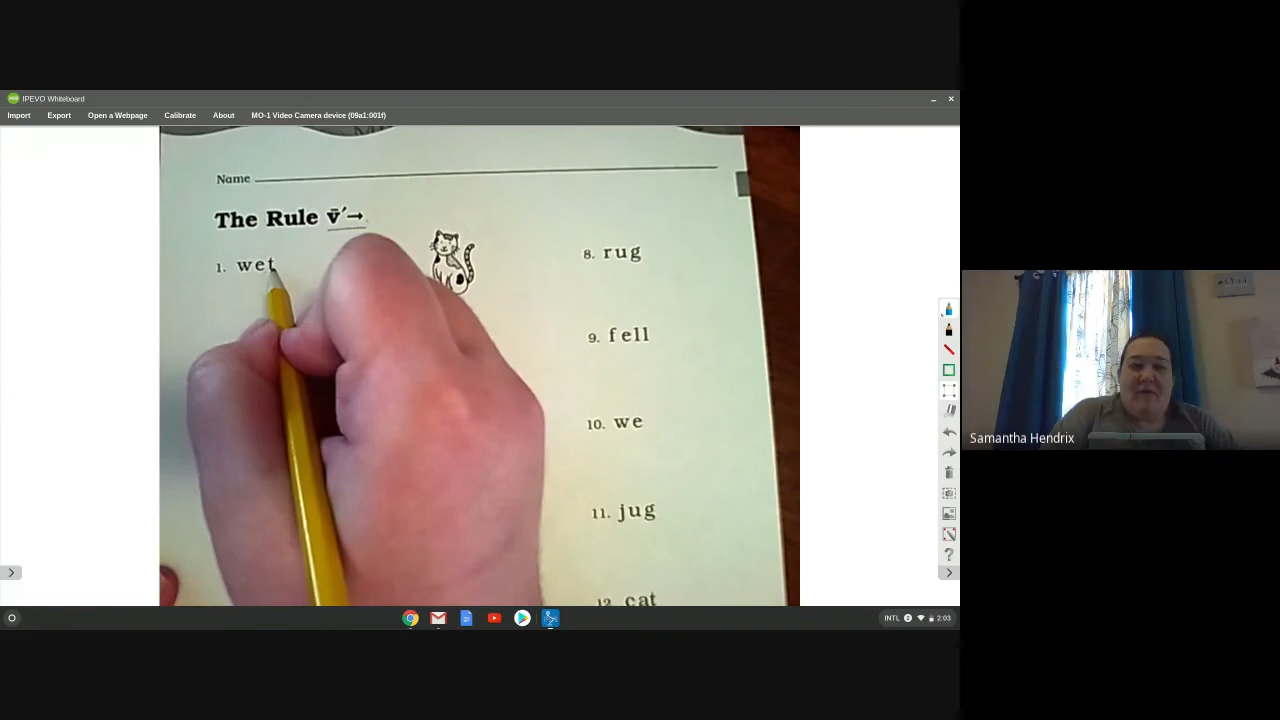 IPEVO Whiteboard
Import Export Open a Webpage Calibrate About MO-1 Video Camera device (09a1:001f)
Name
The Rule v̄′→
1. wet
8. rug
9. fell
10. we
11. jug
12. cat
Samantha Hendrix
INTL 2 2:03